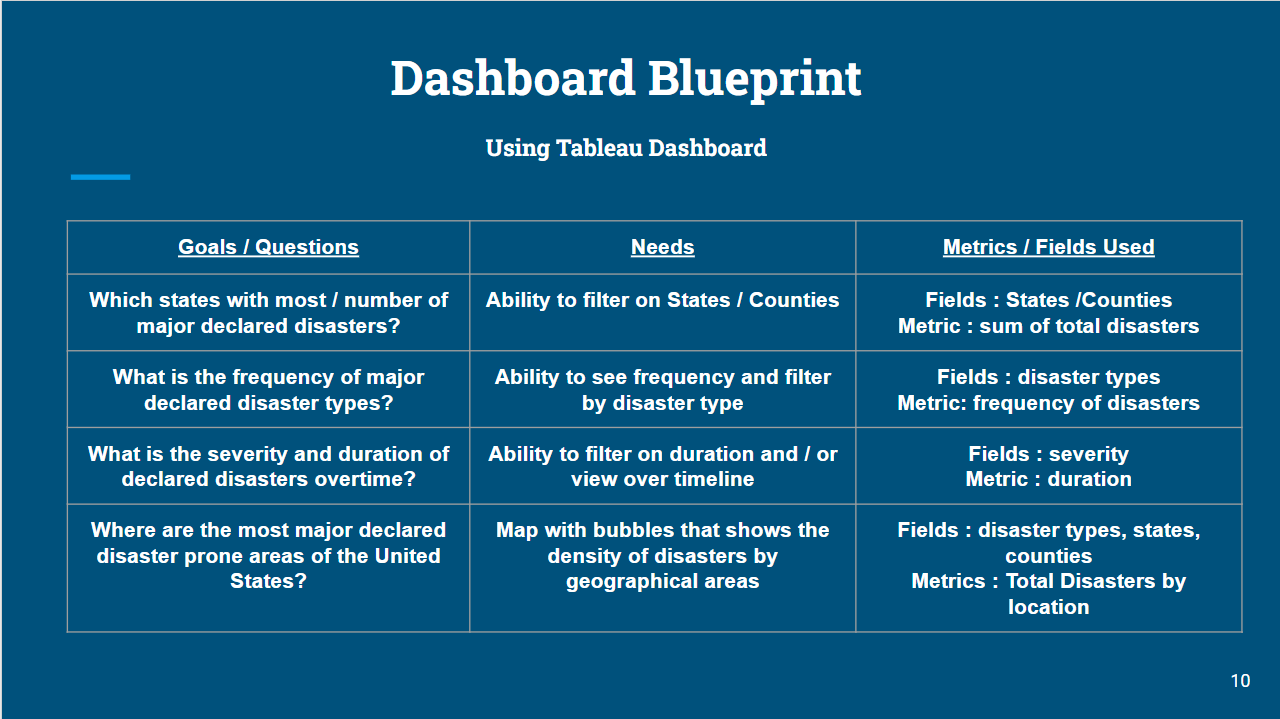 Dashboard Blueprint
Using Tableau Dashboard
Goals / Questions
Needs
Metrics / Fields Used
Which states with most / number of
major declared disasters?
Ability to filter on States / Counties
Fields : States /Counties
Metric : sum of total disasters
What is the frequency of major
declared disaster types?
Ability to see frequency and filter
by disaster type
Fields : disaster types
Metric: frequency of disasters
What is the severity and duration of
declared disasters overtime?
Ability to filter on duration and / or
view over timeline
Fields : severity
Metric : duration
Where are the most major declared
disaster prone areas of the United
States?
Map with bubbles that shows the
density of disasters by
geographical areas
Fields : disaster types, states,
counties
Metrics : Total Disasters by
location
10